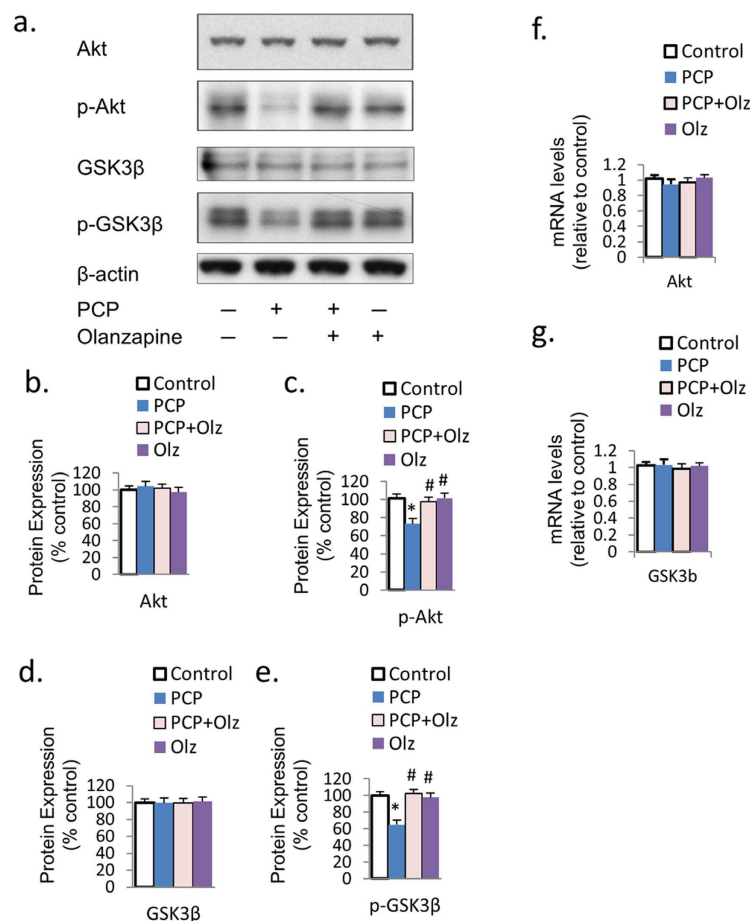 a.
Akt
p-Akt
GSK3β
p-GSK3β
β-actin
PCP – + + –
Olanzapine – – + +
b.
Control
PCP
PCP+Olz
Olz
Protein Expression
(% control)
120
100
80
60
40
20
0
Akt
c.
Control
PCP
PCP+Olz
Olz
Protein Expression
(% control)
120
100
80
60
40
20
0
* # #
p-Akt
d.
Control
PCP
PCP+Olz
Olz
Protein Expression
(% control)
120
100
80
60
40
20
0
GSK3β
e.
Control
PCP
PCP+Olz
Olz
Protein Expression
(% control)
120
100
80
60
40
20
0
* # #
p-GSK3β
f.
Control
PCP
PCP+Olz
Olz
mRNA levels
(relative to control)
1.2
1
0.8
0.6
0.4
0.2
0
Akt
g.
Control
PCP
PCP+Olz
Olz
mRNA levels
(relative to control)
1.2
1
0.8
0.6
0.4
0.2
0
GSK3b